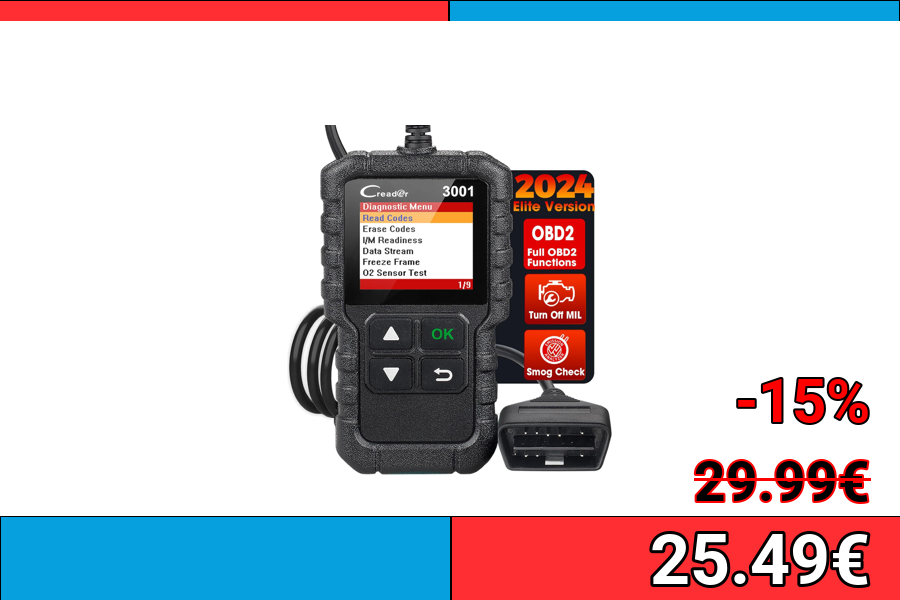 Creader 3001
Diagnostic Menu
Read Codes
Erase Codes
I/M Readiness
Data Stream
Freeze Frame
O2 Sensor Test
1/9
OK
2024
Elite Version
OBD2
Full OBD2
Functions
Turn Off MIL
Smog Check
-15%
29.99€
25.49€